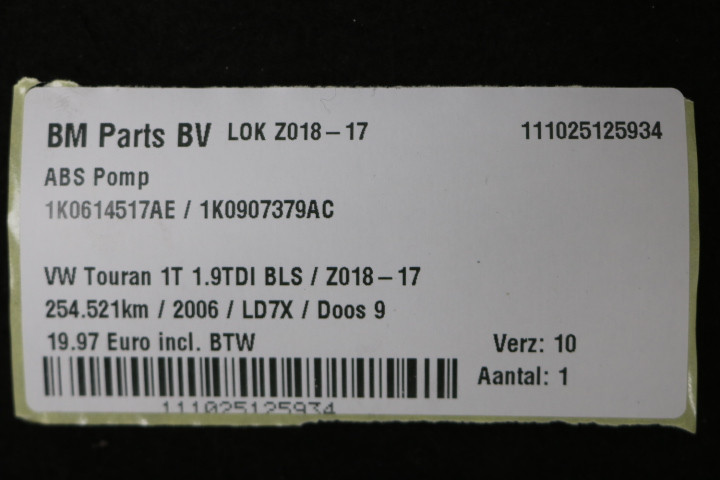 BM Parts BV LOK Z018-17 111025125934
ABS Pomp
1K0614517AE / 1K0907379AC
VW Touran 1T 1.9TDI BLS / Z018-17
254.521km / 2006 / LD7X / Doos 9
19.97 Euro incl. BTW Verz: 10
Aantal: 1
111025125934